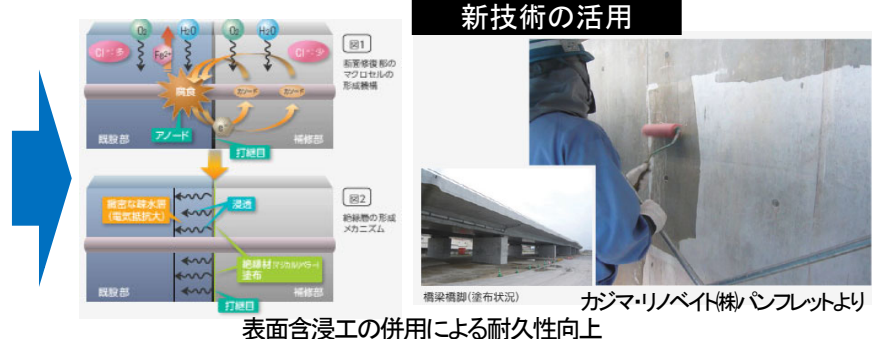 新技術の活用
O₂
H₂O
O₂
H₂O
Cl⁻:多
Fe²⁺
Cl⁻:少
腐食
カソード
カソード
e⁻
アノード
既設部
補修部
打継目
図1
断面修復部の
マクロセルの
形成機構
緻密な疎水層
(電気抵抗大)
浸透
絶縁材
塗布
既設部
補修部
打継目
図2
絶縁層の形成
メカニズム
橋梁橋脚(塗布状況)
カジマ・リノベイト㈱パンフレットより
表面含浸工の併用による耐久性向上